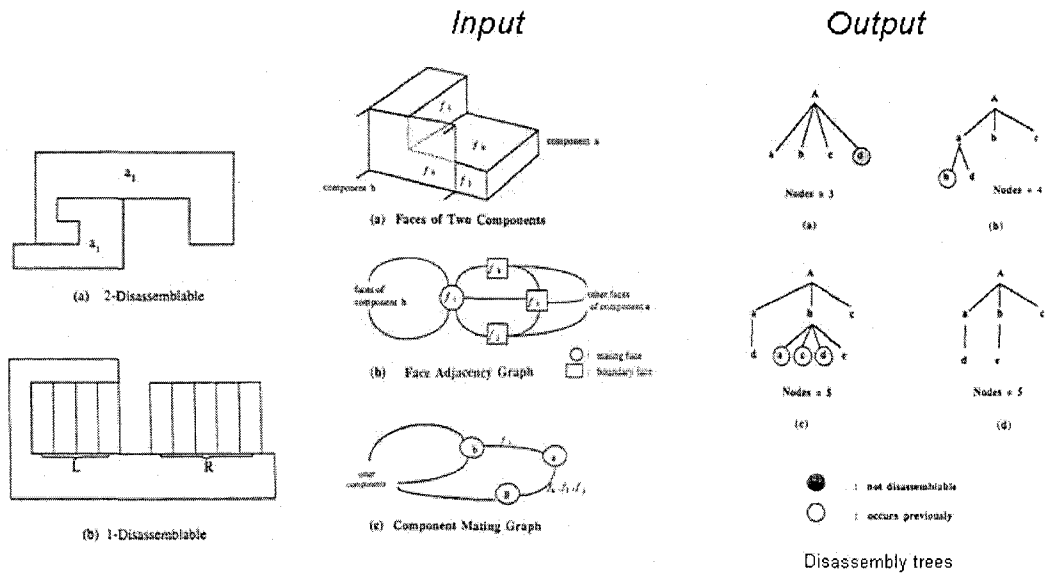 Input
Output
a₁
a₁
(a) 2-Disassemblable
L
R
(b) 1-Disassemblable
component a
component b
(a) Faces of Two Components
faces of
component b
other faces
of component a
: mating face
: boundary face
(b) Face Adjacency Graph
b
a
other
components
(c) Component Mating Graph
A
a b c d
Nodes = 3
(a)
A
a b c
b d
Nodes = 4
(b)
A
a b c
d a c d e
Nodes = 5
(c)
A
a b c
d e
Nodes = 5
(d)
: not disassemblable
: occurs previously
Disassembly trees